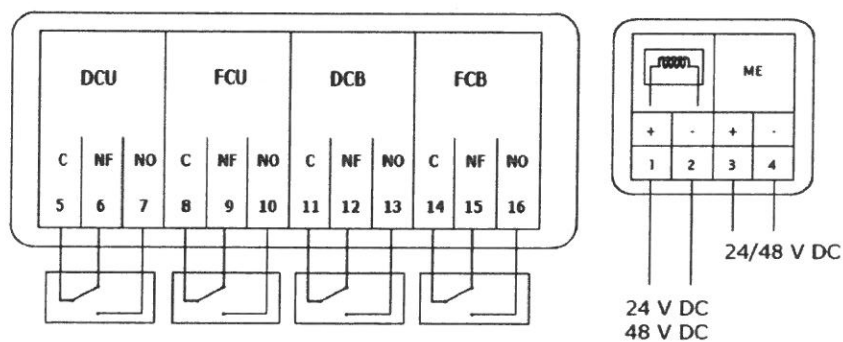 DCU FCU DCB FCB
C NF NO C NF NO C NF NO C NF NO
5 6 7 8 9 10 11 12 13 14 15 16
ME
+ - + -
1 2 3 4
24/48 V DC
24 V DC
48 V DC